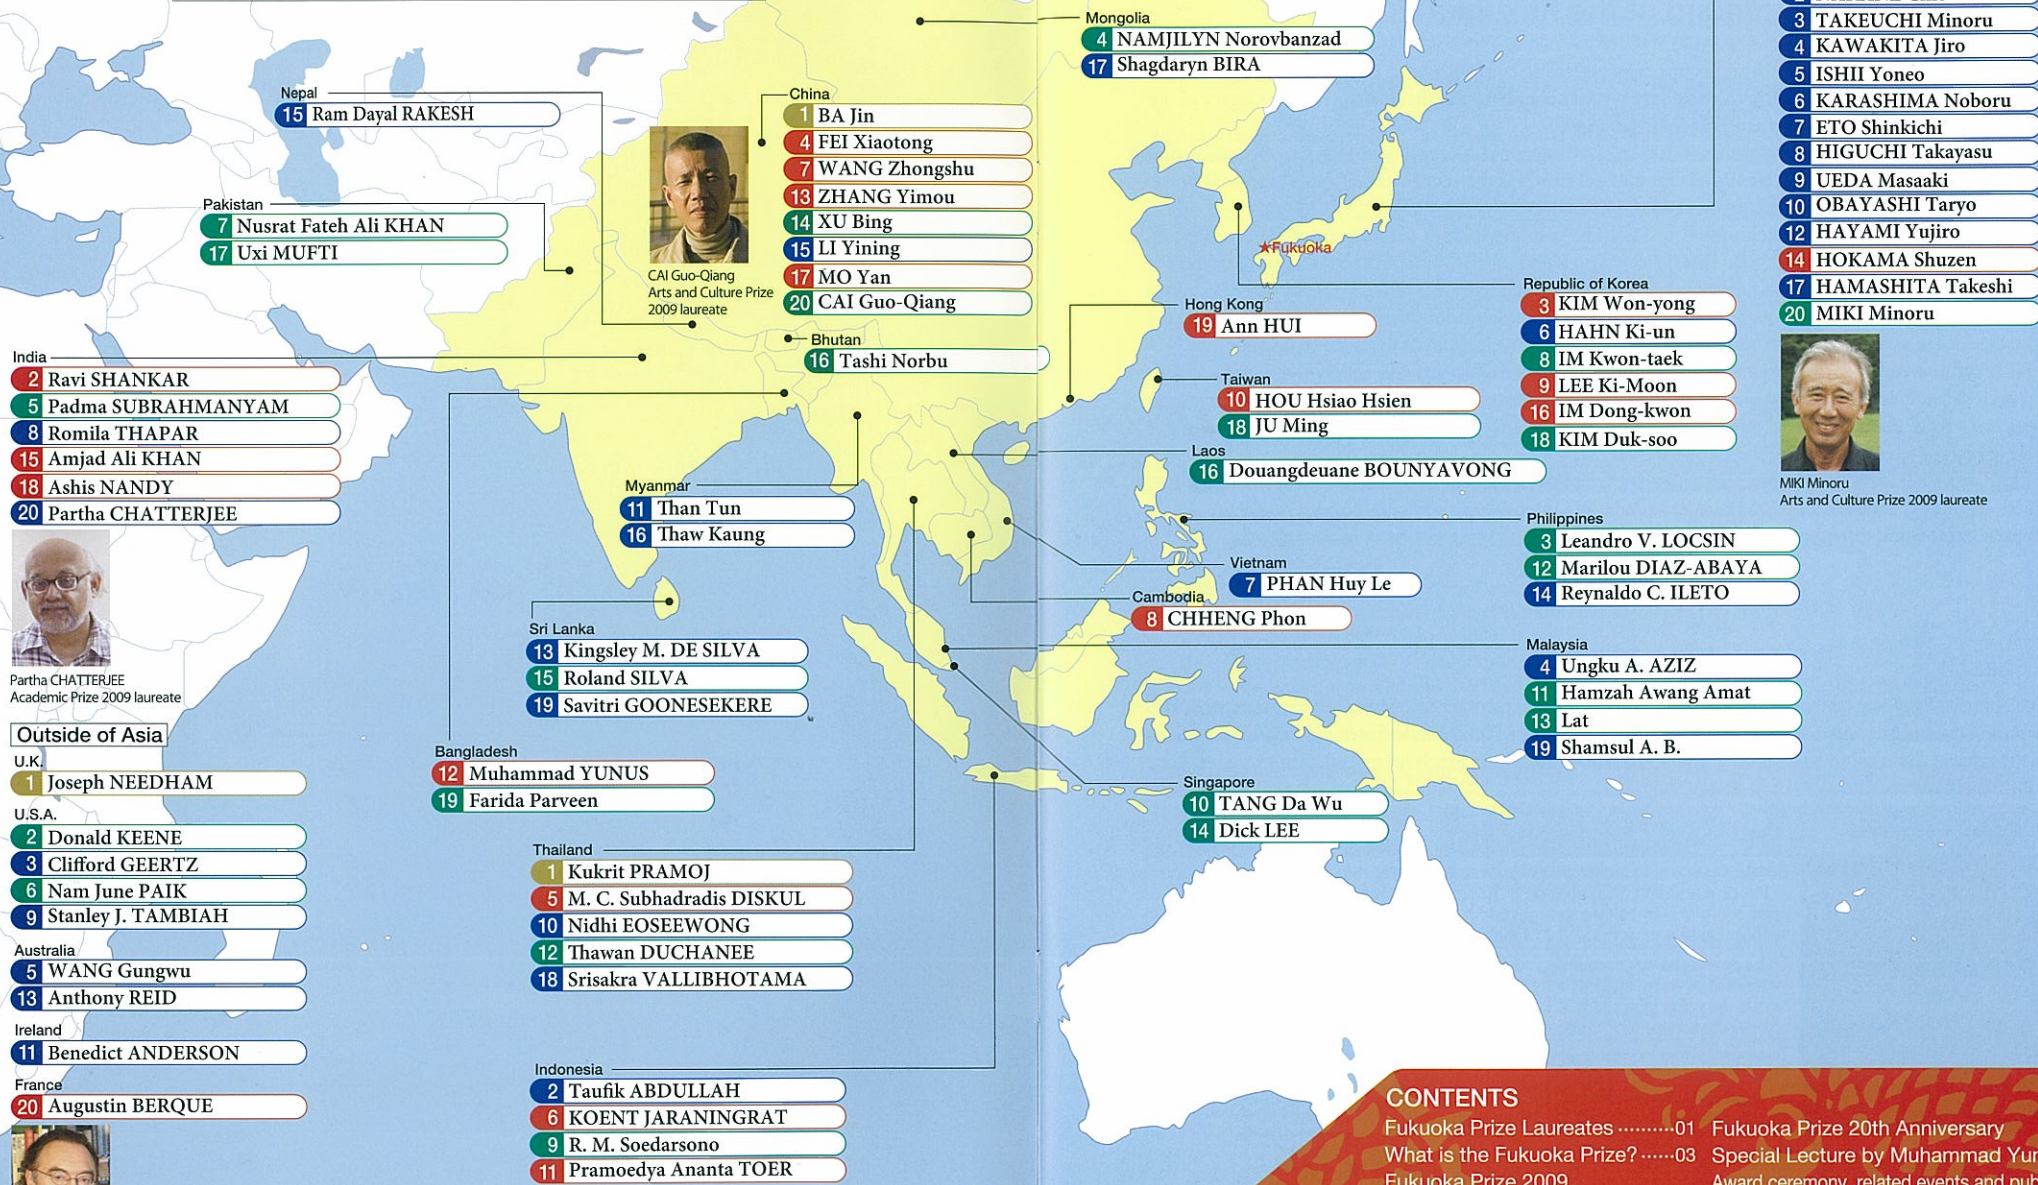 Mongolia
4 NAMJILYN Norovbanzad
17 Shagdaryn BIRA
Nepal
15 Ram Dayal RAKESH
China
1 BA Jin
4 FEI Xiaotong
7 WANG Zhongshu
13 ZHANG Yimou
14 XU Bing
15 LI Yining
17 MO Yan
20 CAI Guo-Qiang
CAI Guo-Qiang
Arts and Culture Prize
2009 laureate
Pakistan
7 Nusrat Fateh Ali KHAN
17 Uxi MUFTI
3 TAKEUCHI Minoru
4 KAWAKITA Jiro
5 ISHII Yoneo
6 KARASHIMA Noboru
7 ETO Shinkichi
8 HIGUCHI Takayasu
9 UEDA Masaaki
10 OBAYASHI Taryo
12 HAYAMI Yujiro
14 HOKAMA Shuzen
17 HAMASHITA Takeshi
20 MIKI Minoru
MIKI Minoru
Arts and Culture Prize 2009 laureate
★Fukuoka
Republic of Korea
3 KIM Won-yong
6 HAHN Ki-un
8 IM Kwon-taek
9 LEE Ki-Moon
16 IM Dong-kwon
18 KIM Duk-soo
Hong Kong
19 Ann HUI
Bhutan
16 Tashi Norbu
India
2 Ravi SHANKAR
5 Padma SUBRAHMANYAM
8 Romila THAPAR
15 Amjad Ali KHAN
18 Ashis NANDY
20 Partha CHATTERJEE
Partha CHATTERJEE
Academic Prize 2009 laureate
Taiwan
10 HOU Hsiao Hsien
18 JU Ming
Laos
16 Douangdeuane BOUNYAVONG
Myanmar
11 Than Tun
16 Thaw Kaung
Philippines
3 Leandro V. LOCSIN
12 Marilou DIAZ-ABAYA
14 Reynaldo C. ILETO
Vietnam
7 PHAN Huy Le
Cambodia
8 CHHENG Phon
Sri Lanka
13 Kingsley M. DE SILVA
15 Roland SILVA
19 Savitri GOONESEKERE
Malaysia
4 Ungku A. AZIZ
11 Hamzah Awang Amat
13 Lat
19 Shamsul A. B.
Bangladesh
12 Muhammad YUNUS
19 Farida Parveen
Singapore
10 TANG Da Wu
14 Dick LEE
Outside of Asia
U.K.
1 Joseph NEEDHAM
U.S.A.
2 Donald KEENE
3 Clifford GEERTZ
6 Nam June PAIK
9 Stanley J. TAMBIAH
Australia
5 WANG Gungwu
13 Anthony REID
Ireland
11 Benedict ANDERSON
France
20 Augustin BERQUE
Thailand
1 Kukrit PRAMOJ
5 M. C. Subhadradis DISKUL
10 Nidhi EOSEEWONG
12 Thawan DUCHANEE
18 Srisakra VALLIBHOTAMA
Indonesia
2 Taufik ABDULLAH
6 KOENTJARANINGRAT
9 R. M. Soedarsono
11 Pramoedya Ananta TOER
CONTENTS
Fukuoka Prize Laureates ··········01
What is the Fukuoka Prize? ······03
Fukuoka Prize 2009
Fukuoka Prize 20th Anniversary
Special Lecture by Muhammad
Award ceremony, related events and